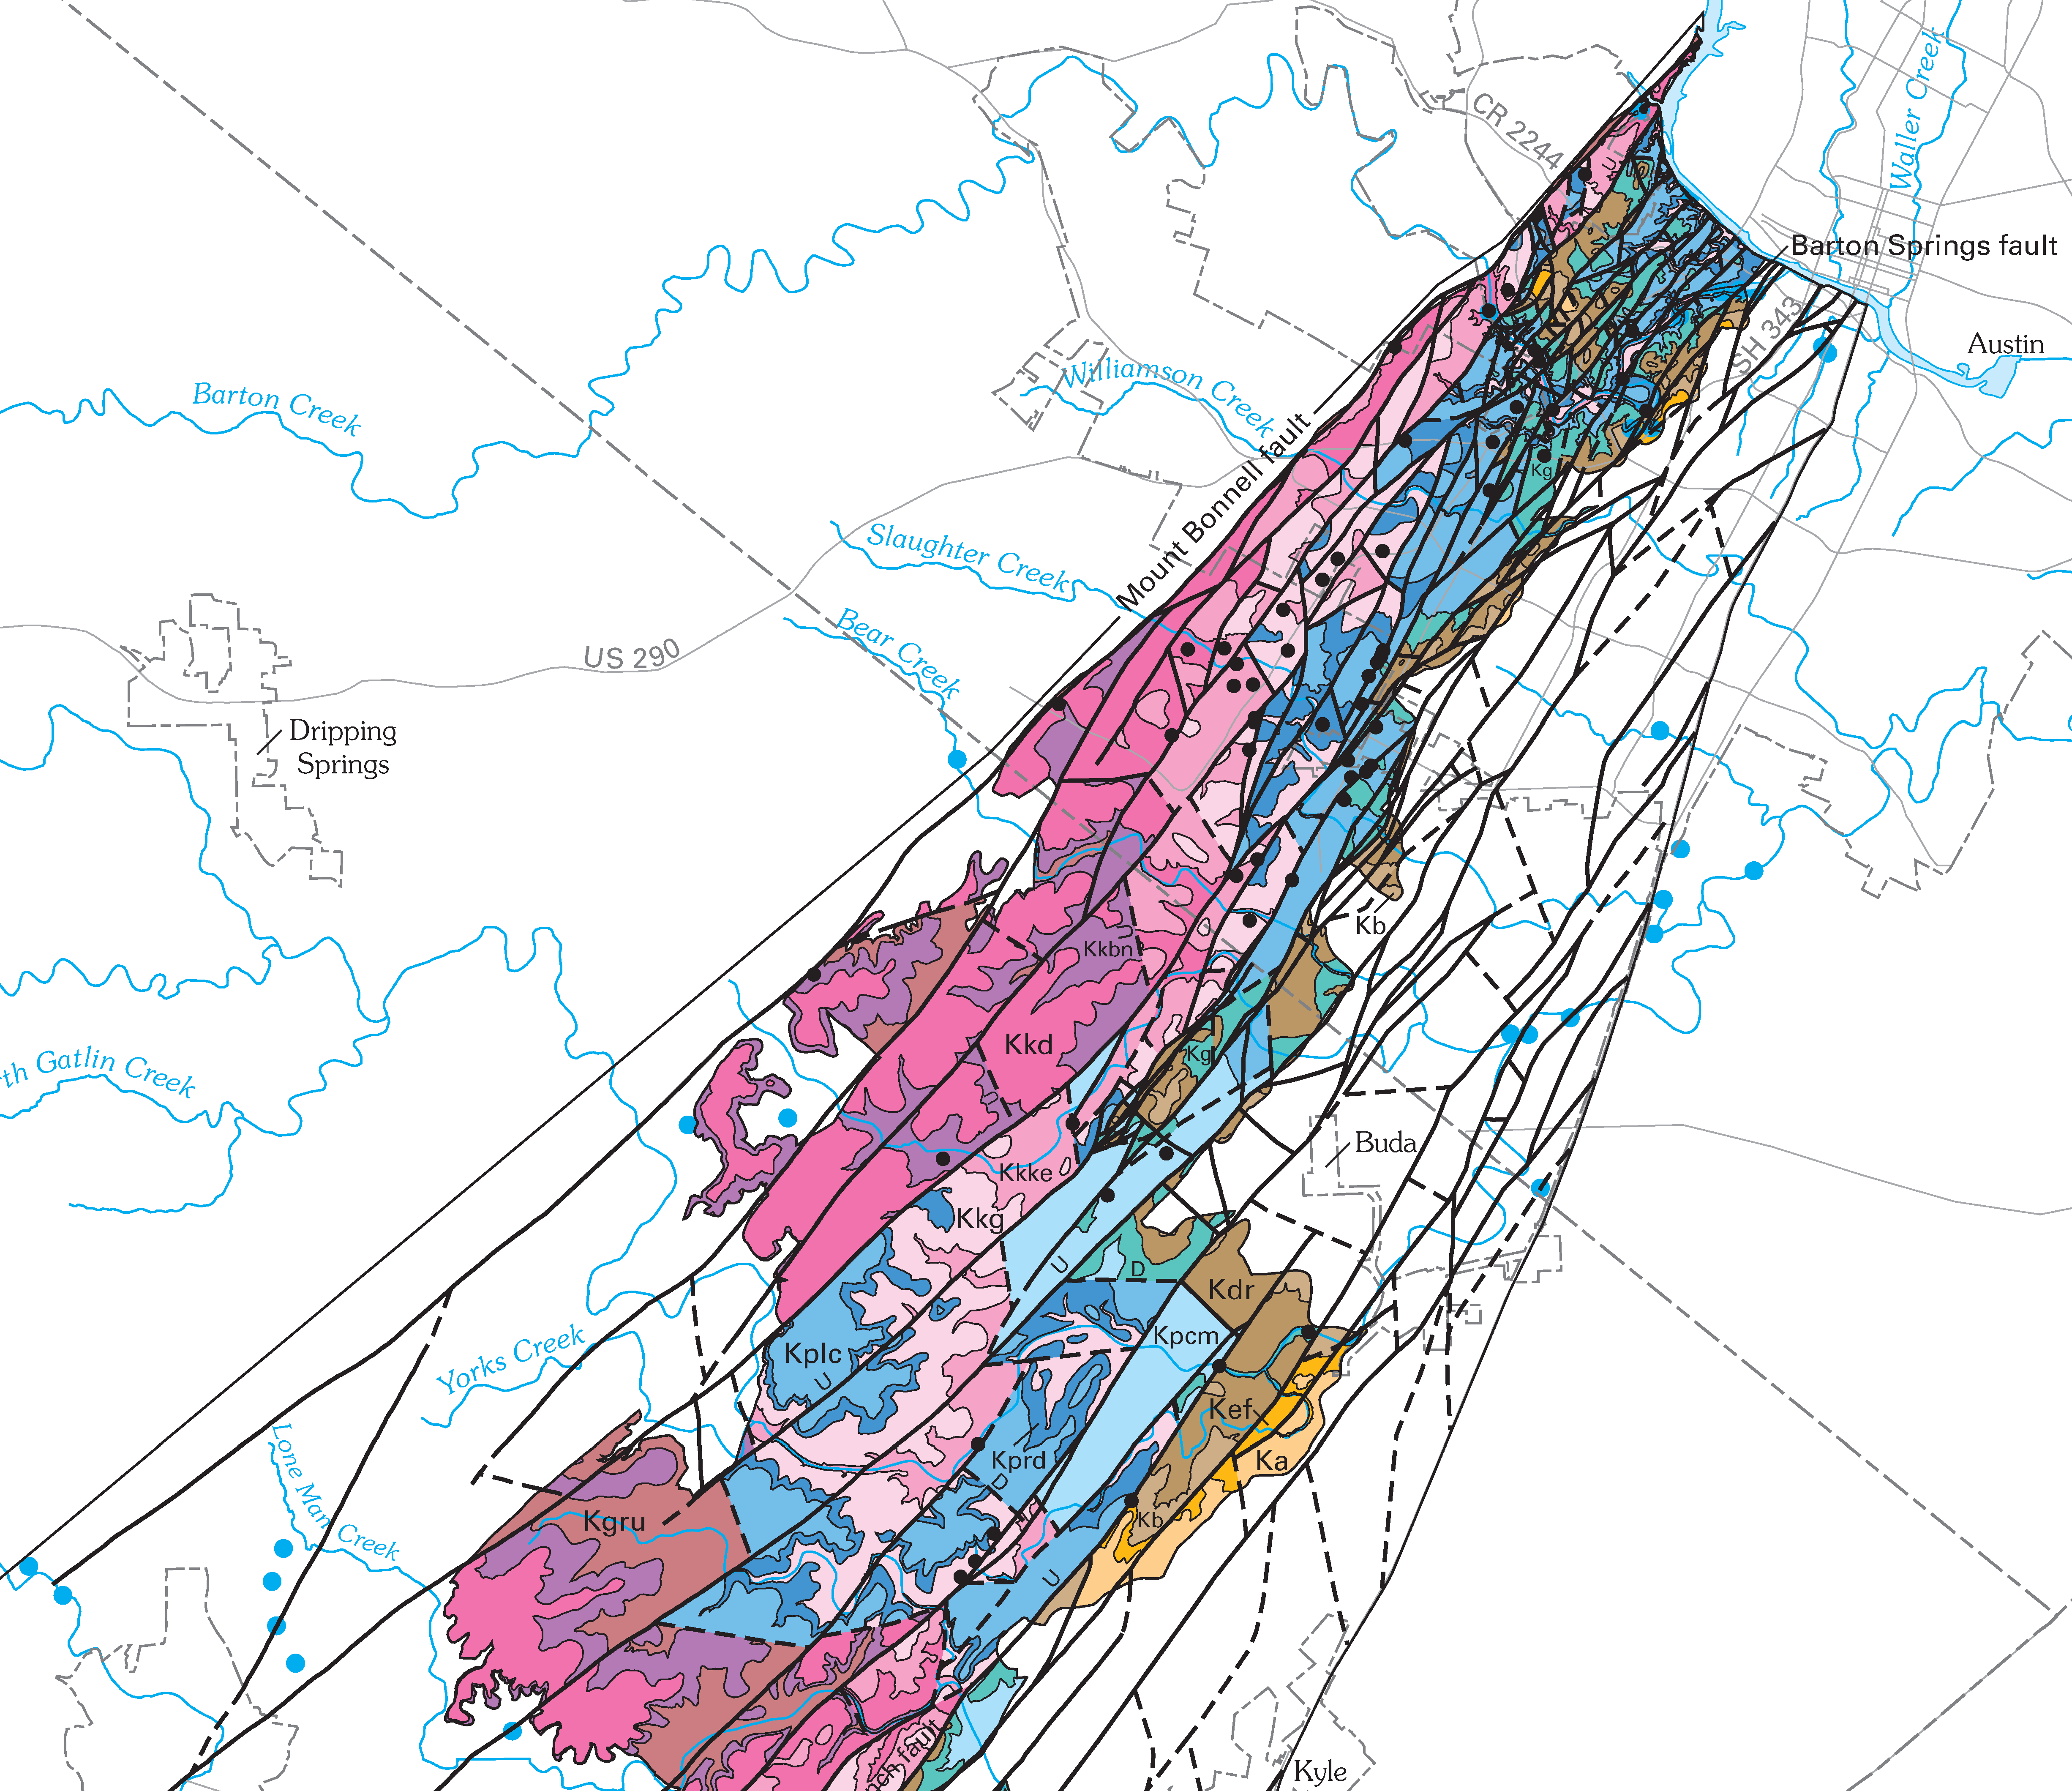 CR 2244
Waller Creek
Barton Springs fault
SH 343
Austin
Williamson Creek
Barton Creek
Mount Bonnell fault
Kg
Slaughter Creek
Bear Creek
US 290
Dripping
Springs
U
Kb
Kkbn
U
Kkd
Kg
th Gatlin Creek
Buda
Kkke
Kkg
U
D
Kdr
Kpcm
Yorks Creek
Kplc
U
Kef
Kprd
D
Ka
Lone Man Creek
Kgru
Kb
U
nch fault
Kyle